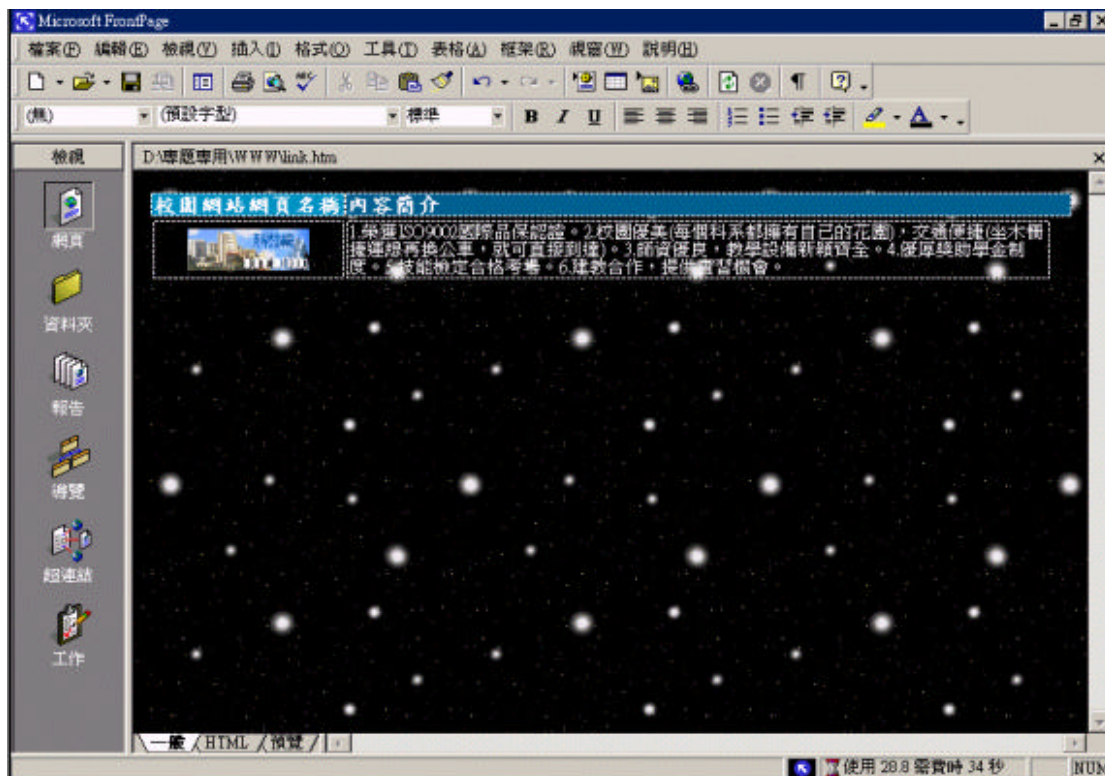 Microsoft FrontPage
檔案(F) 編輯(E) 檢視(V) 插入(I) 格式(O) 工具(T) 表格(A) 框架(R) 視窗(W) 說明(H)
(無) (預設字型) 標準 B I U A
檢視 D:\專題專用\WWW\link.htm
校園網站網頁名稱 內容簡介
1.榮獲ISO9002國際品保認證。2.校園優美(每個科系都擁有自己的花園),交通便捷(坐木柵
捷運線再換公車,就可直接到達)。3.師資優良,教學設備新穎齊全。4.優厚獎助學金制
度。5.技能檢定合格考場。6.建教合作,提供實習機會。
網頁
資料夾
報告
導覽
超連結
工作
一般 HTML 預覽
使用 28.8 需費時 34 秒 NUM